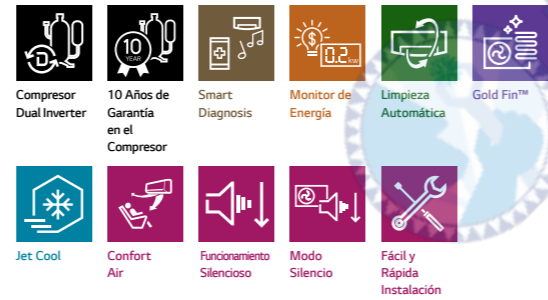 10
YEAR
0.2 kw
Compresor
Dual Inverter
10 Años de
Garantía
en el
Compresor
Smart
Diagnosis
Monitor de
Energía
Limpieza
Automática
Gold Fin™
Jet Cool
Confort
Air
Funcionamiento
Silencioso
Modo
Silencio
Fácil y
Rápida
Instalación